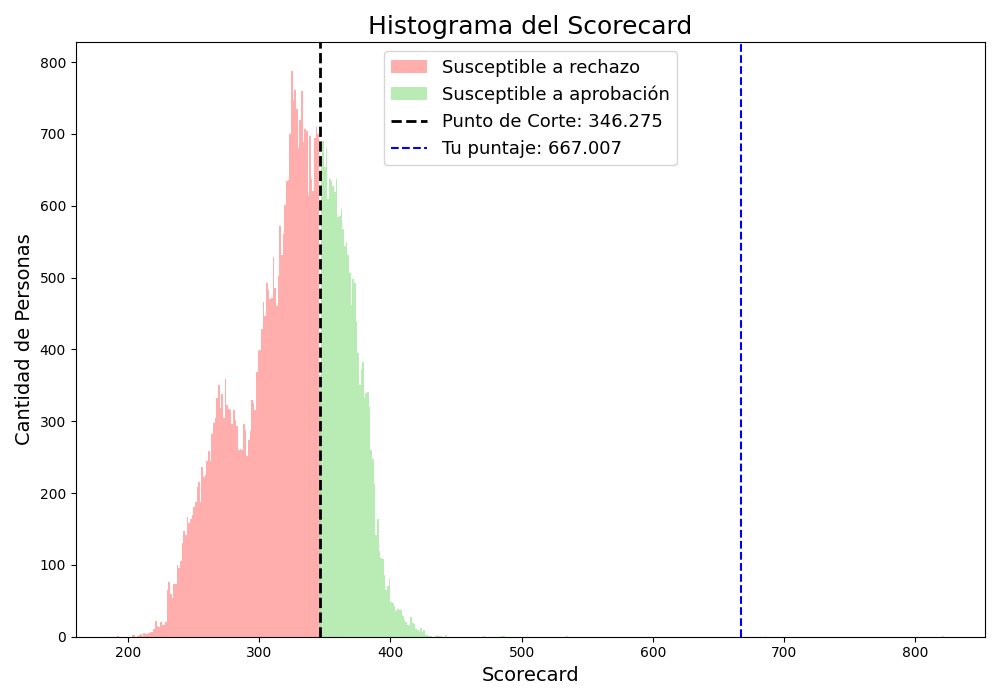 Histograma del Scorecard
Susceptible a rechazo
Susceptible a aprobación
Punto de Corte: 346.275
Tu puntaje: 667.007
Cantidad de Personas
800
700
600
500
400
300
200
100
0
200 300 400 500 600 700 800
Scorecard